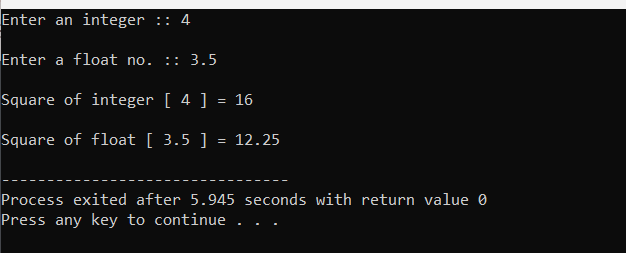 Enter an integer :: 4
Enter a float no. :: 3.5
Square of integer [ 4 ] = 16
Square of float [ 3.5 ] = 12.25
--------------------------------
Process exited after 5.945 seconds with return value 0
Press any key to continue . . .